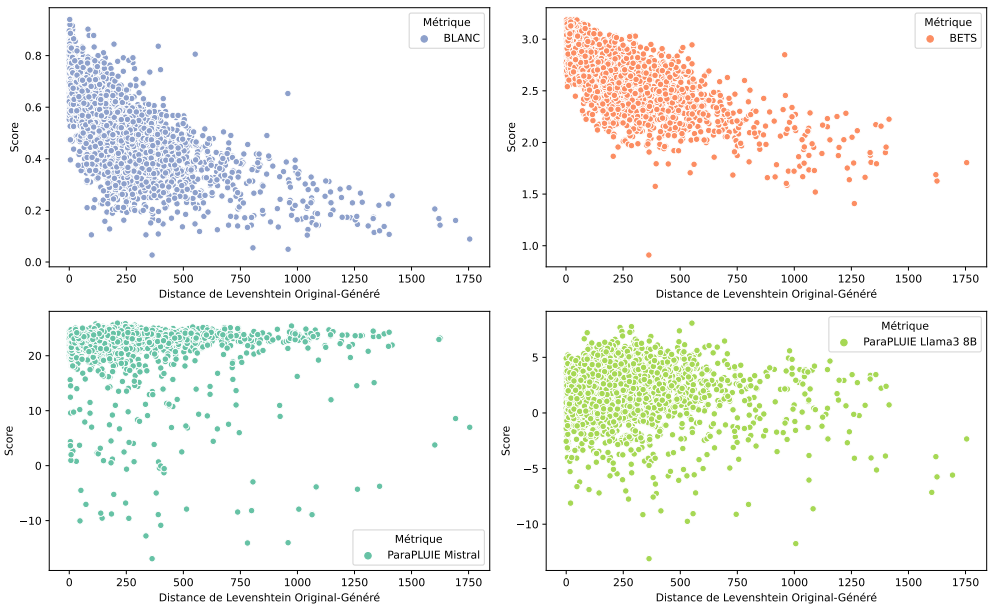 Métrique
BLANC
Score
0.8
0.6
0.4
0.2
0.0
0 250 500 750 1000 1250 1500 1750
Distance de Levenshtein Original-Généré
Métrique
BETS
Score
3.0
2.5
2.0
1.5
1.0
0 250 500 750 1000 1250 1500 1750
Distance de Levenshtein Original-Généré
Score
20
10
0
−10
Métrique
ParaPLUIE Mistral
0 250 500 750 1000 1250 1500 1750
Distance de Levenshtein Original-Généré
Métrique
ParaPLUIE Llama3 8B
Score
5
0
−5
−10
0 250 500 750 1000 1250 1500 1750
Distance de Levenshtein Original-Généré